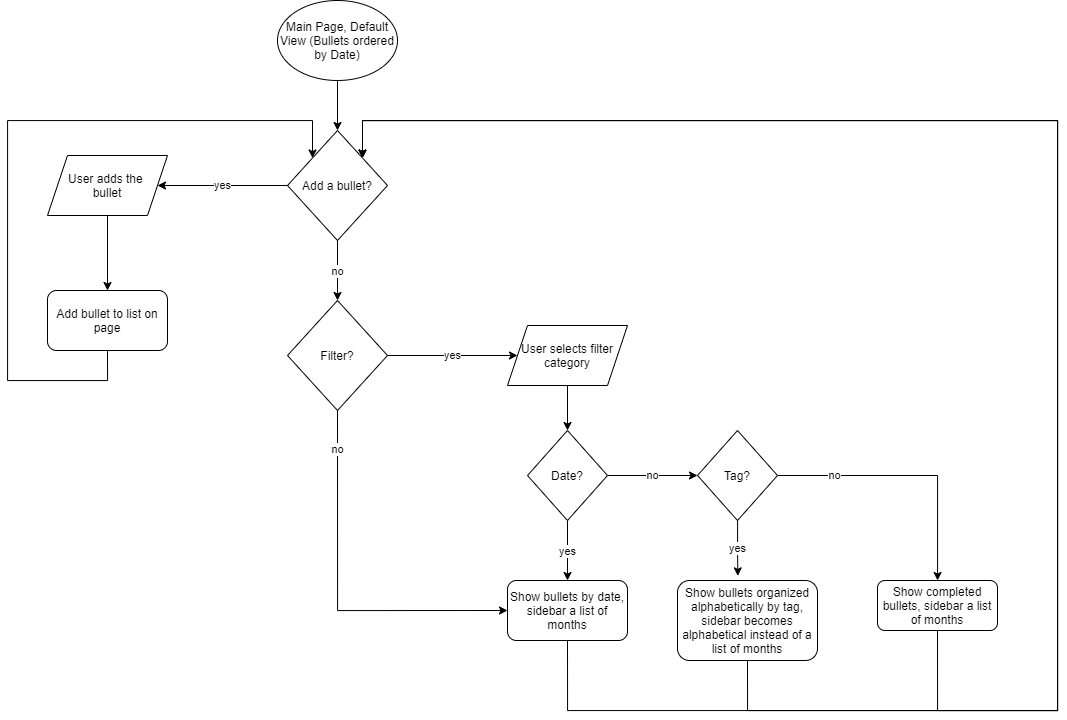 Main Page, Default
View (Bullets ordered
by Date)
User adds the
bullet
yes
Add a bullet?
no
Add bullet to list on
page
Filter?
yes
User selects filter
category
no
Date?
no
Tag?
no
yes
yes
Show bullets by date,
sidebar a list of
months
Show bullets organized
alphabetically by tag,
sidebar becomes
alphabetical instead of a
list of months
Show completed
bullets, sidebar a list
of months